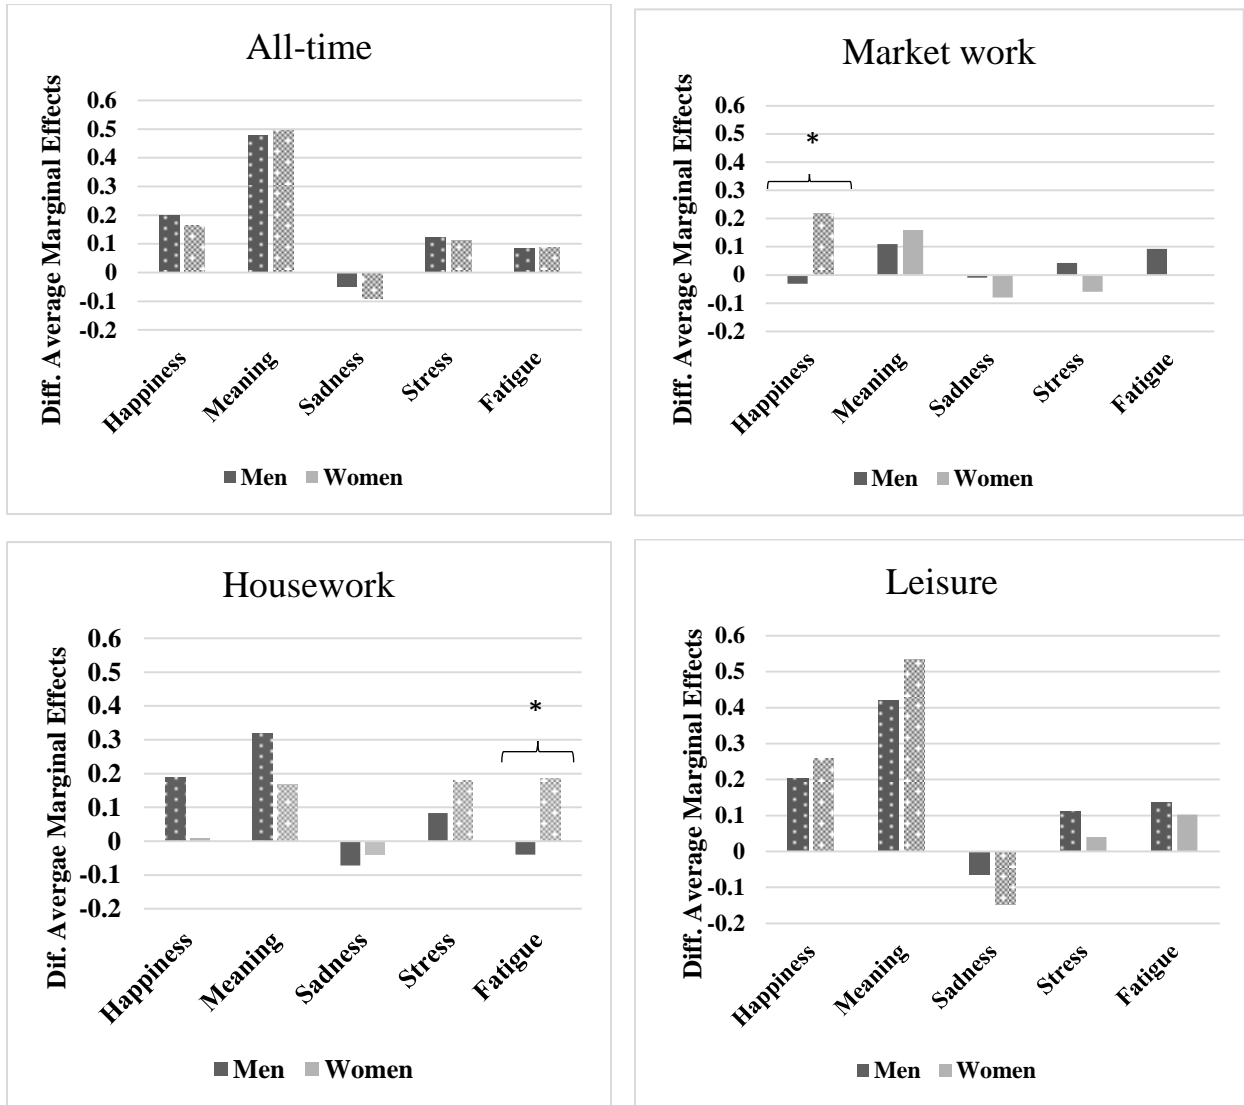 All-time
Diff. Average Marginal Effects
0.6
0.5
0.4
0.3
0.2
0.1
0
-0.1
-0.2
Happiness
Meaning
Sadness
Stress
Fatigue
Men Women
Market work
Diff. Average Marginal Effects
0.6
0.5
0.4
0.3
0.2
0.1
0
-0.1
-0.2
*
Happiness
Meaning
Sadness
Stress
Fatigue
Men Women
Housework
Dif. Avergae Marginal Effects
0.6
0.5
0.4
0.3
0.2
0.1
0
-0.1
-0.2
*
Happiness
Meaning
Sadness
Stress
Fatigue
Men Women
Leisure
Diff. Average Marginal Effects
0.6
0.5
0.4
0.3
0.2
0.1
0
-0.1
-0.2
Happiness
Meaning
Sadness
Stress
Fatigue
Men Women